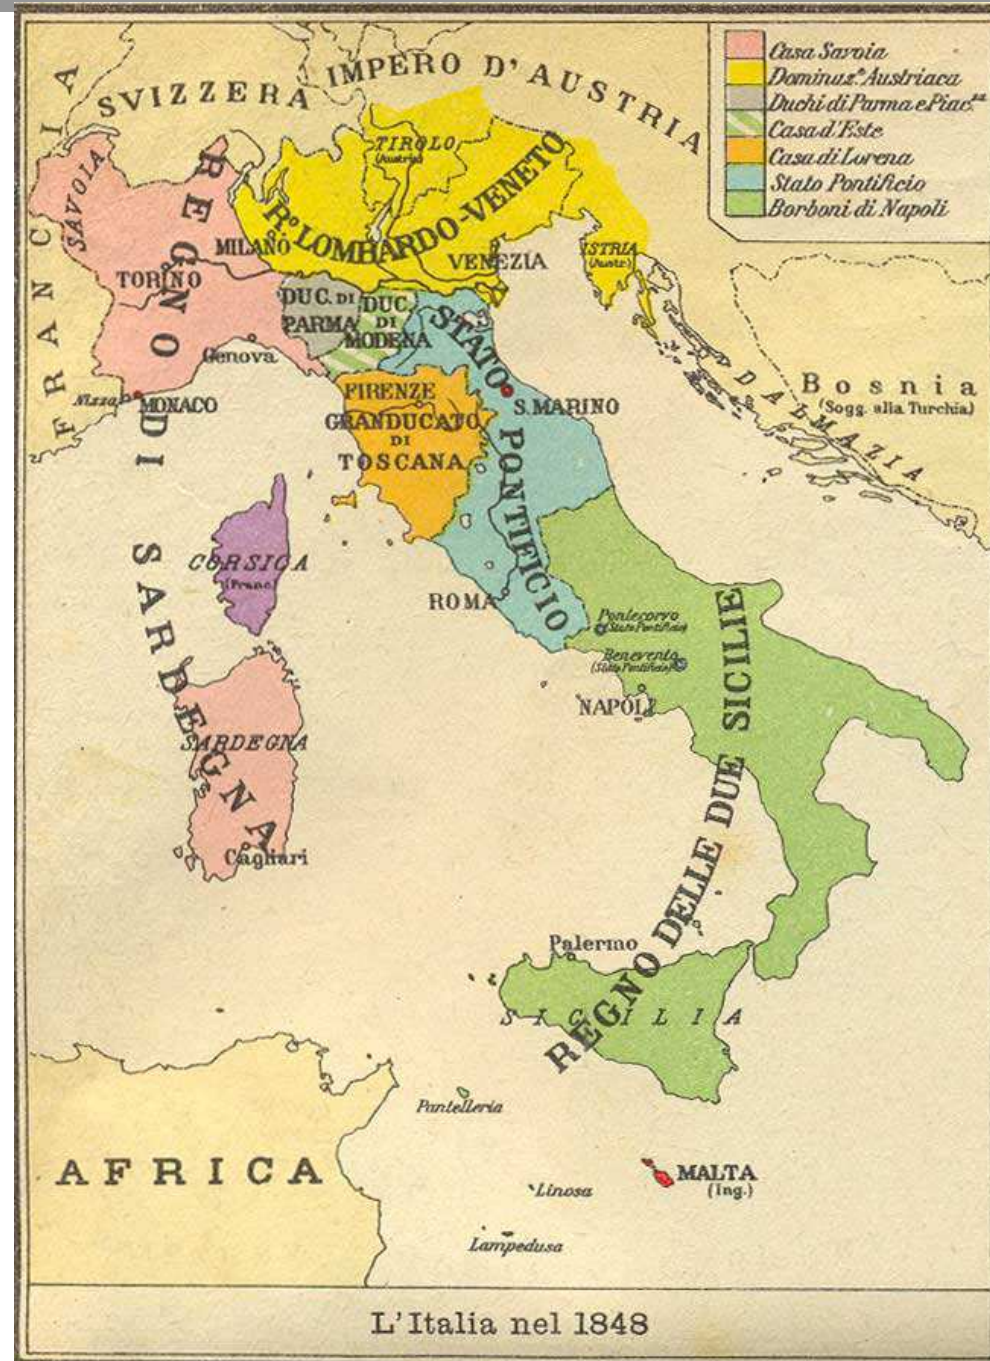 Casa Savoia
Dominaz.e Austriaca
Duchi di Parma e Piac.za
Casa d'Este
Casa di Lorena
Stato Pontificio
Borboni di Napoli
SVIZZERA
IMPERO D'AUSTRIA
FRANCIA
SAVOIA
TIROLO
(Austria)
R.o LOMBARDO-VENETO
MILANO
VENEZIA
ISTRIA
(Austr.)
TORINO
DUC. DI
PARMA
DUC.
DI
MODENA
Genova
Nizza
MONACO
FIRENZE
GRANDUCATO
DI
TOSCANA
STATO PONTIFICIO
S. MARINO
DALMAZIA
Bosnia
(Sogg. alla Turchia)
REGNO DI SARDEGNA
CORSICA
(Franc.)
ROMA
Pontecorvo
(Stato Pontificio)
Benevento
(Stato Pontificio)
NAPOLI
SARDEGNA
Cagliari
REGNO DELLE DUE SICILIE
Palermo
SICILIA
Pantelleria
AFRICA
MALTA
(Ing.)
Linosa
Lampedusa
L'Italia nel 1848